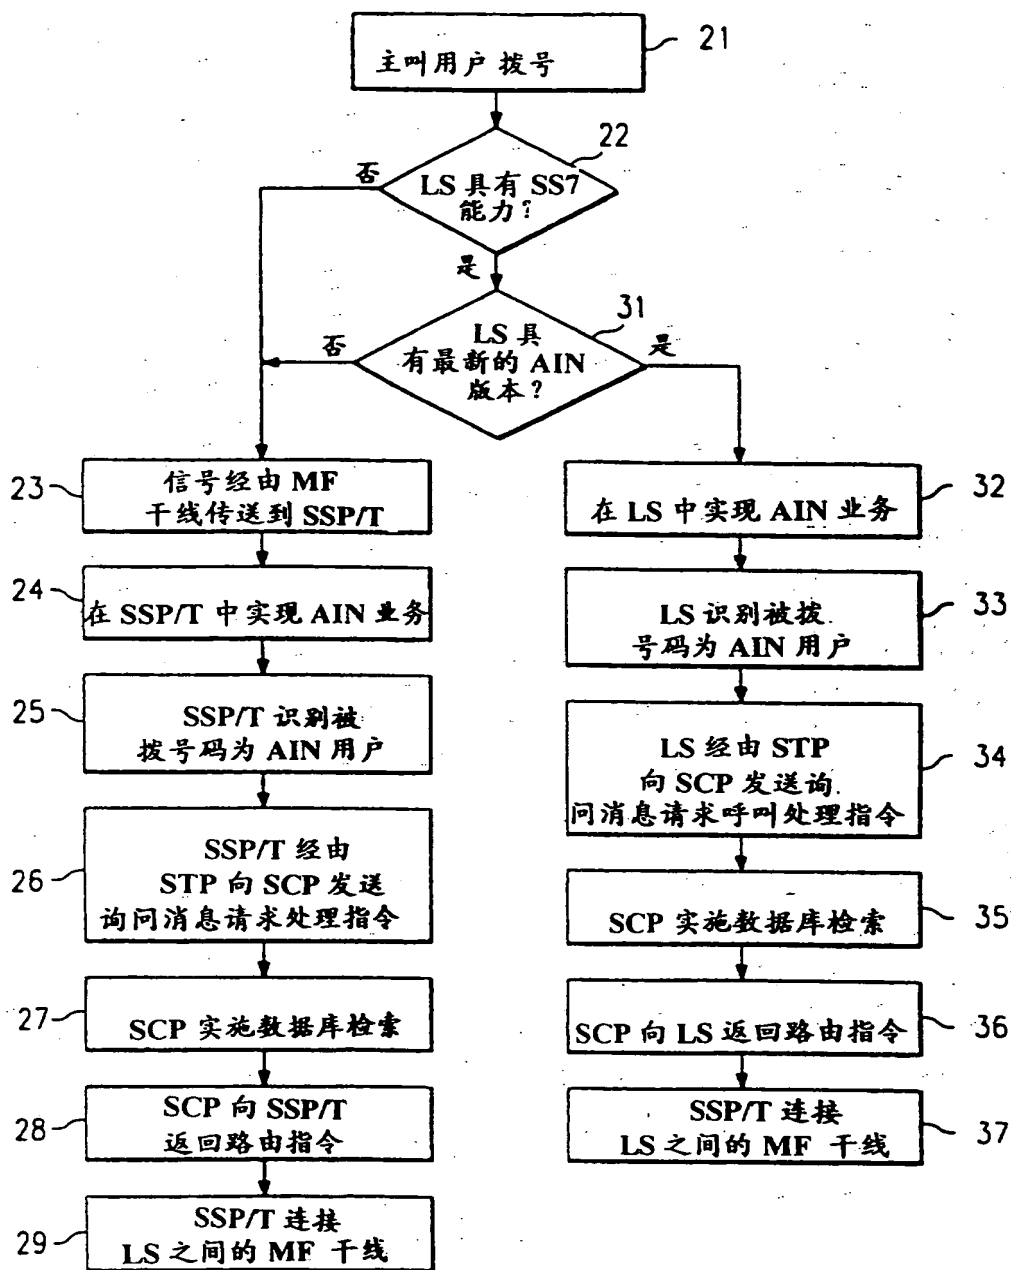 主叫用户 拨号
21
22
否
LS 具有 SS7
能力？
是
31
否
LS 具
有最新的 AIN
版本？
是
23
信号经由 MF
干线传送到 SSP/T
24
在 SSP/T 中实现 AIN 业务
25
SSP/T 识别被
拨号码为 AIN 用户
26
SSP/T 经由
STP 向 SCP 发送
询问消息请求处理指令
27
SCP 实施数据库检索
28
SCP 向 SSP/T
返回路由指令
29
SSP/T 连接
LS 之间的 MF 干线
32
在 LS 中实现 AIN 业务
33
LS 识别被拨
号码为 AIN 用户
34
LS 经由 STP
向 SCP 发送询
问消息请求呼叫处理指令
35
SCP 实施数据库检索
36
SCP 向 LS 返回路由指令
37
SSP/T 连接
LS 之间的 MF 干线